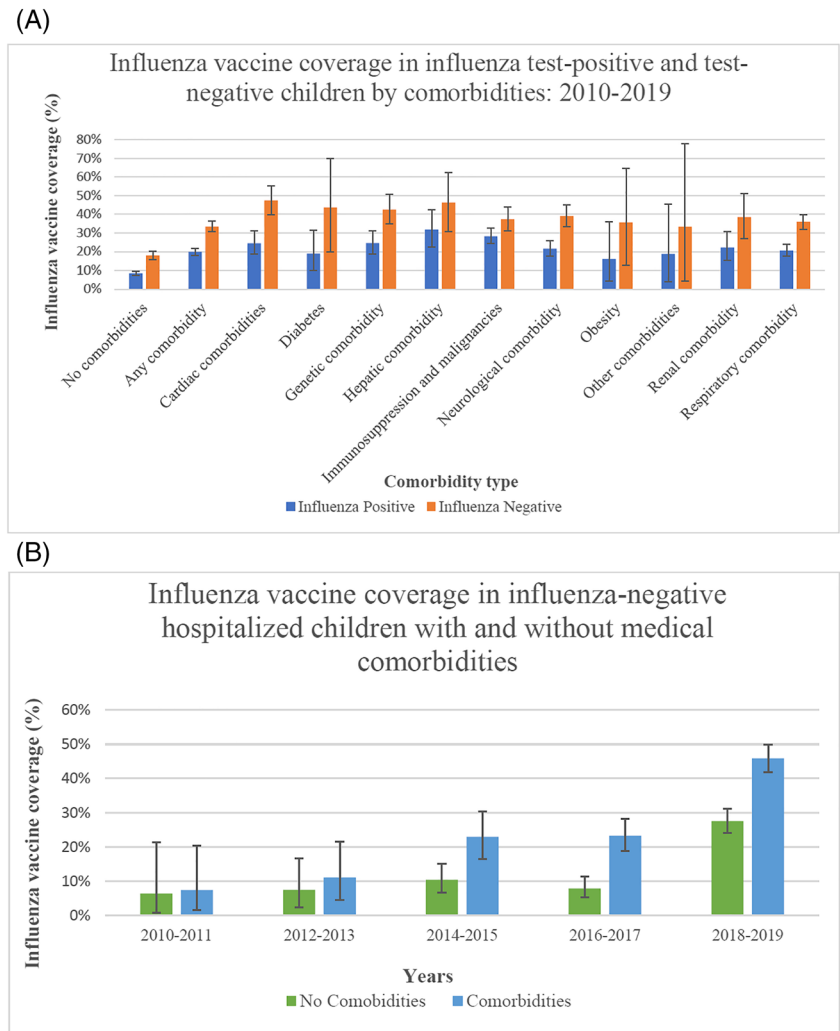 (A)
Influenza vaccine coverage in influenza test-positive and test-
negative children by comorbidities: 2010-2019
Influenza vaccine coverage (%)
80%
70%
60%
50%
40%
30%
20%
10%
0%
No comorbidities
Any comorbidity
Cardiac comorbidities
Diabetes
Genetic comorbidity
Hepatic comorbidity
Immunosuppression and malignancies
Neurological comorbidity
Obesity
Other comorbidities
Renal comorbidity
Respiratory comorbidity
Comorbidity type
Influenza Positive Influenza Negative
(B)
Influenza vaccine coverage in influenza-negative
hospitalized children with and without medical
comorbidities
Influenza vaccine coverage (%)
60%
50%
40%
30%
20%
10%
0%
2010-2011 2012-2013 2014-2015 2016-2017 2018-2019
Years
No Comobidities Comorbidities